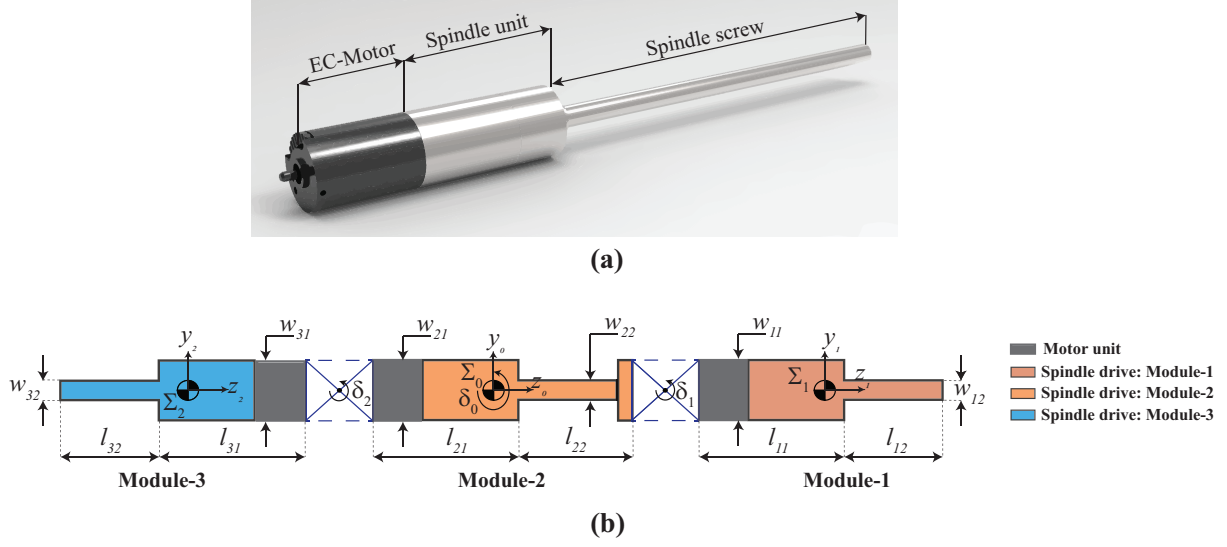 EC-Motor
Spindle unit
Spindle screw
(a)
w₃₁ w₂₁ w₂₂ w₁₁
y₂ y₀ y₁
w₃₂ Σ₂ z₂ δ₂ Σ₀ δ₀ z₀ δ₁ Σ₁ z₁ w₁₂
l₃₂ l₃₁ l₂₁ l₂₂ l₁₁ l₁₂
Module-3 Module-2 Module-1
Motor unit
Spindle drive: Module-1
Spindle drive: Module-2
Spindle drive: Module-3
(b)